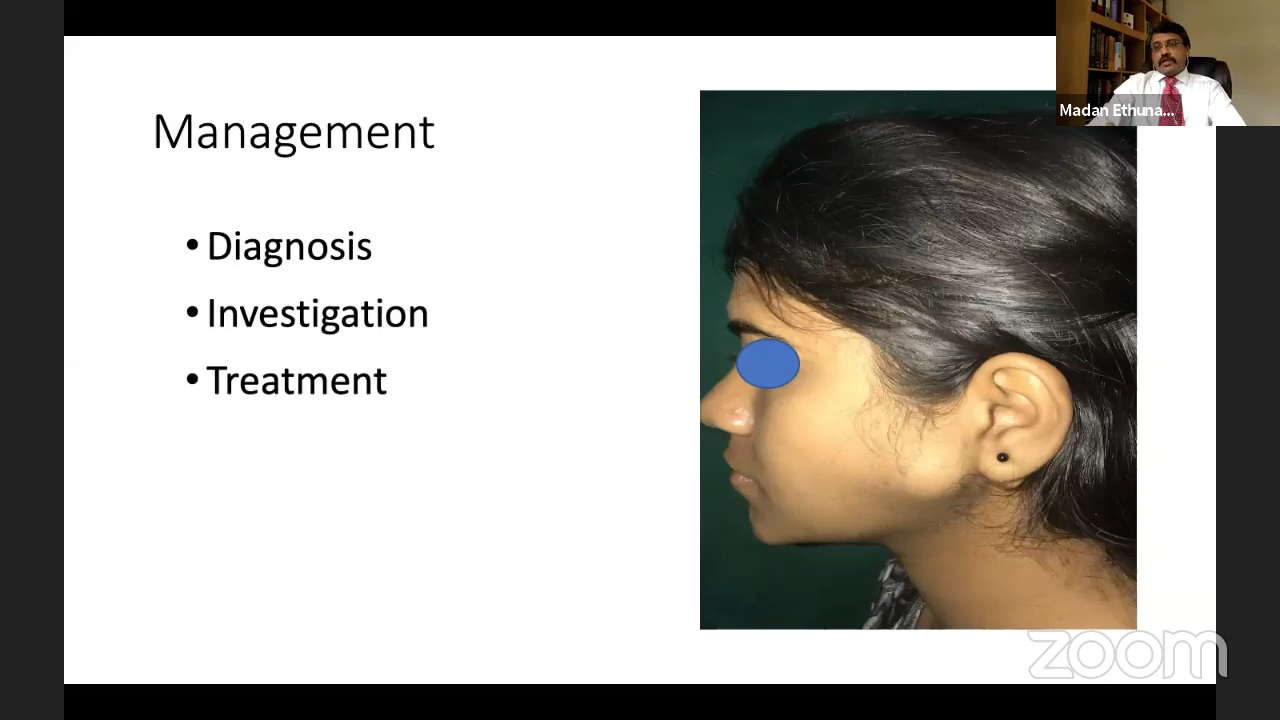 Madan Ethuna...
Management
• Diagnosis
• Investigation
• Treatment
zoom